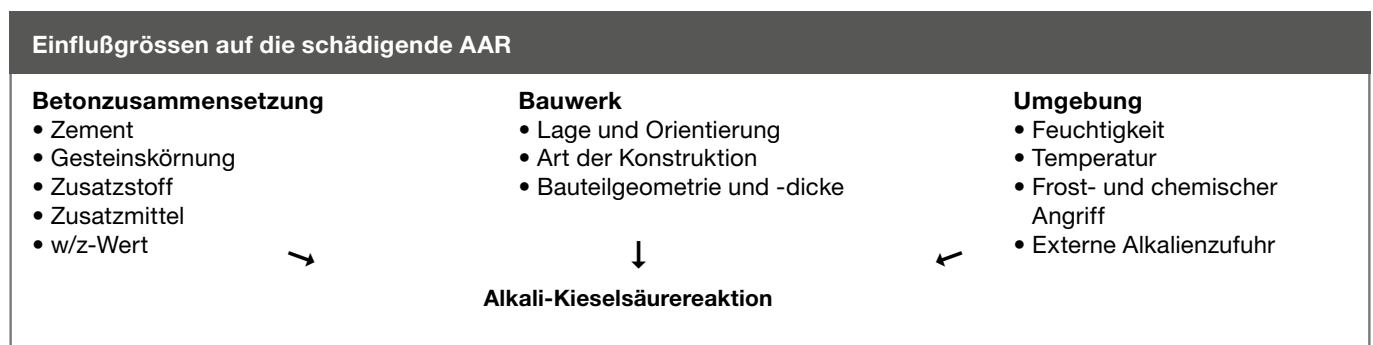 Einflußgrössen auf die schädigende AAR
Betonzusammensetzung
• Zement
• Gesteinskörnung
• Zusatzstoff
• Zusatzmittel
• w/z-Wert
Bauwerk
• Lage und Orientierung
• Art der Konstruktion
• Bauteilgeometrie und -dicke
Umgebung
• Feuchtigkeit
• Temperatur
• Frost- und chemischer
Angriff
• Externe Alkalienzufuhr
Alkali-Kieselsäurereaktion